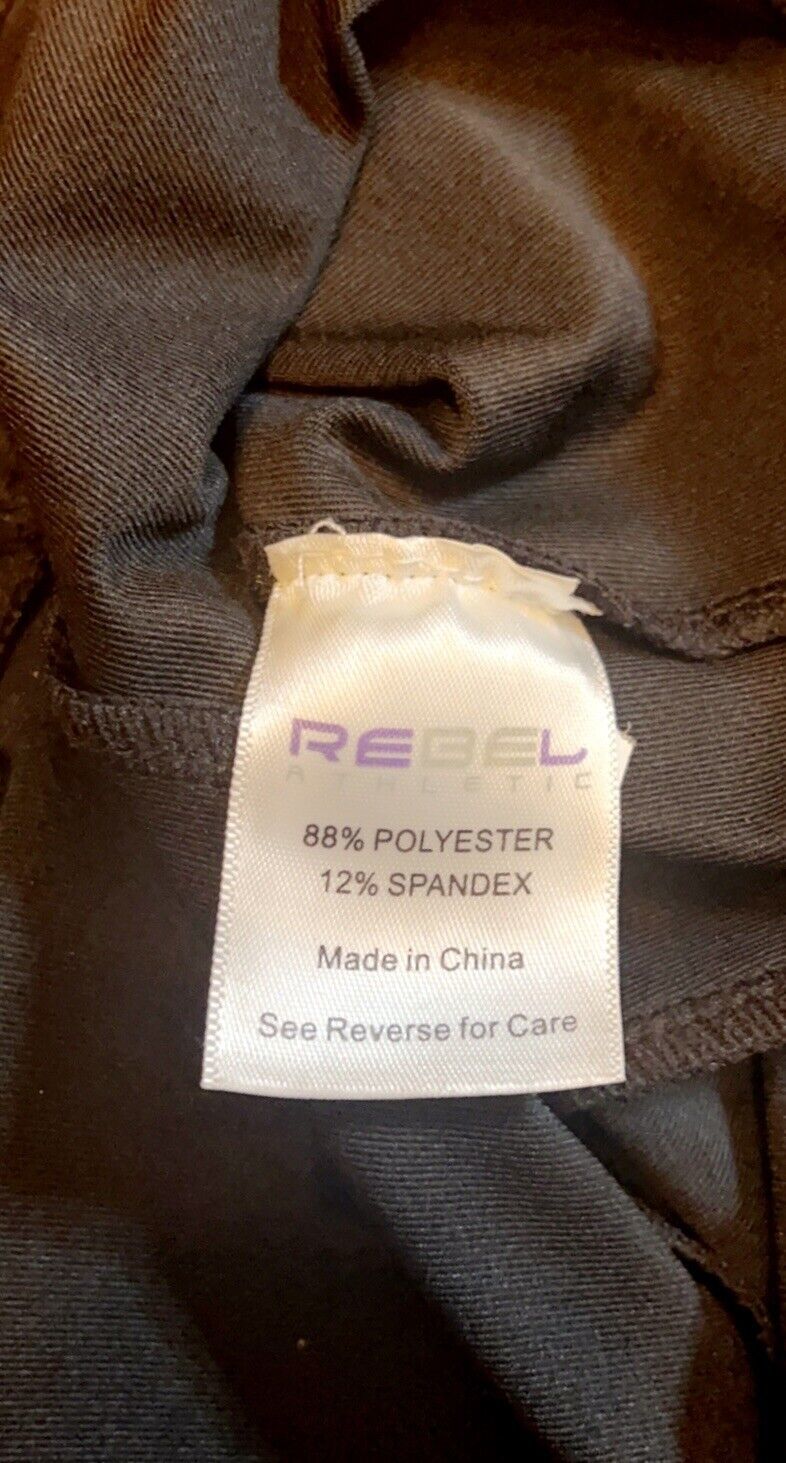 REBEL
ATHLETIC
88% POLYESTER
12% SPANDEX
Made in China
See Reverse for Care